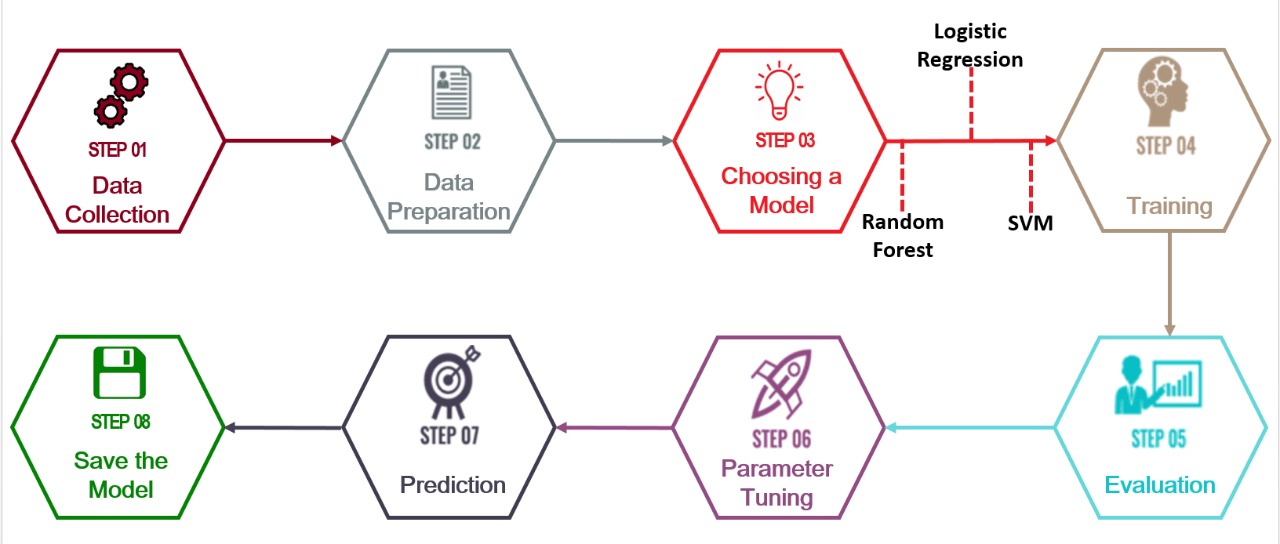 STEP 01
Data
Collection
STEP 02
Data
Preparation
STEP 03
Choosing a
Model
Random
Forest
Logistic
Regression
SVM
STEP 04
Training
STEP 05
Evaluation
STEP 06
Parameter
Tuning
STEP 07
Prediction
STEP 08
Save the
Model